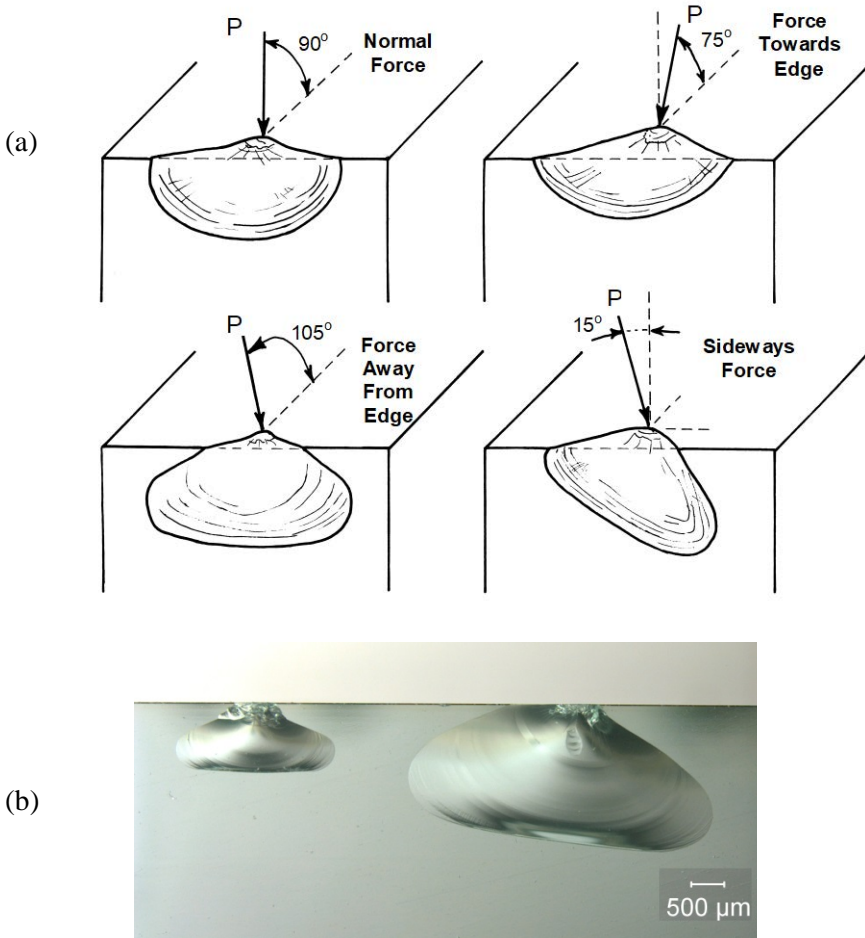 (a)
P
90°
Normal
Force
P
75°
Force
Towards
Edge
P
105°
Force
Away
From
Edge
P
15°
Sideways
Force
(b)
500 μm